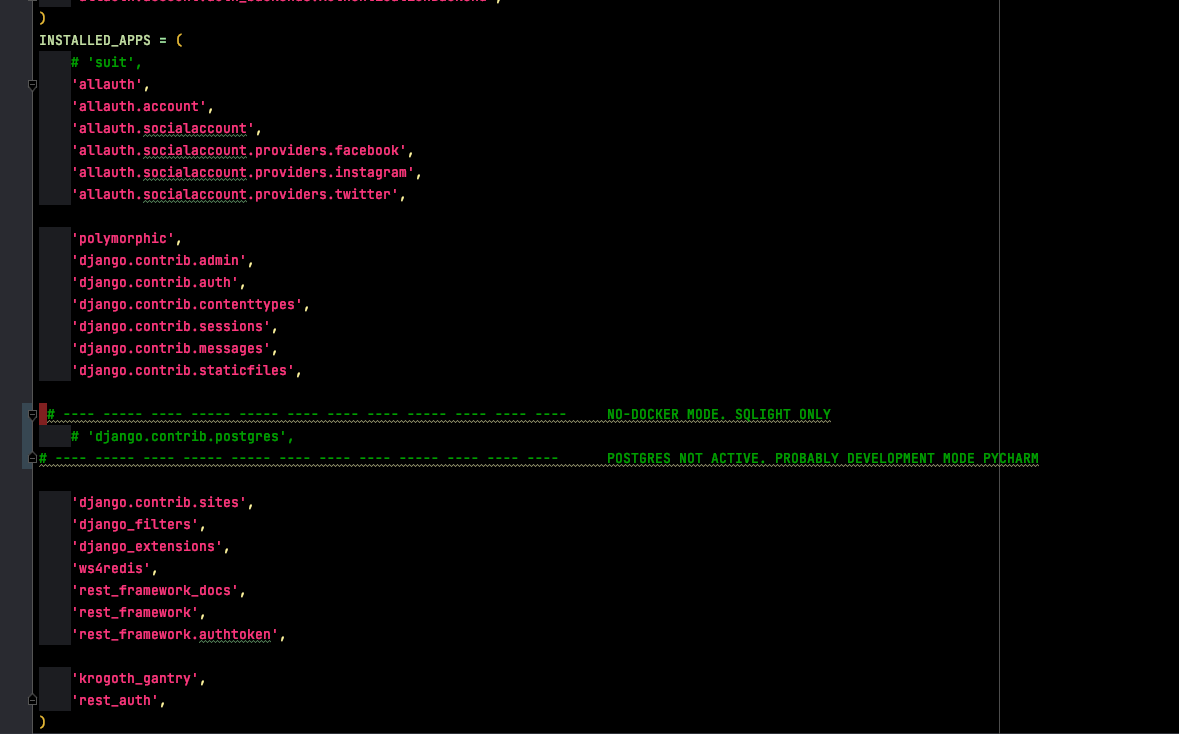 )
INSTALLED_APPS = (
    # 'suit',
    'allauth',
    'allauth.account',
    'allauth.socialaccount',
    'allauth.socialaccount.providers.facebook',
    'allauth.socialaccount.providers.instagram',
    'allauth.socialaccount.providers.twitter',
    'polymorphic',
    'django.contrib.admin',
    'django.contrib.auth',
    'django.contrib.contenttypes',
    'django.contrib.sessions',
    'django.contrib.messages',
    'django.contrib.staticfiles',
 # ---- ----- ---- ----- ----- ---- ---- ---- ----- ---- ---- ----     NO-DOCKER MODE. SQLIGHT ONLY
    # 'django.contrib.postgres',
# ---- ----- ---- ----- ----- ---- ---- ---- ----- ---- ---- ----      POSTGRES NOT ACTIVE. PROBABLY DEVELOPMENT MODE PYCHARM
    'django.contrib.sites',
    'django_filters',
    'django_extensions',
    'ws4redis',
    'rest_framework_docs',
    'rest_framework',
    'rest_framework.authtoken',
    'krogoth_gantry',
    'rest_auth',
)